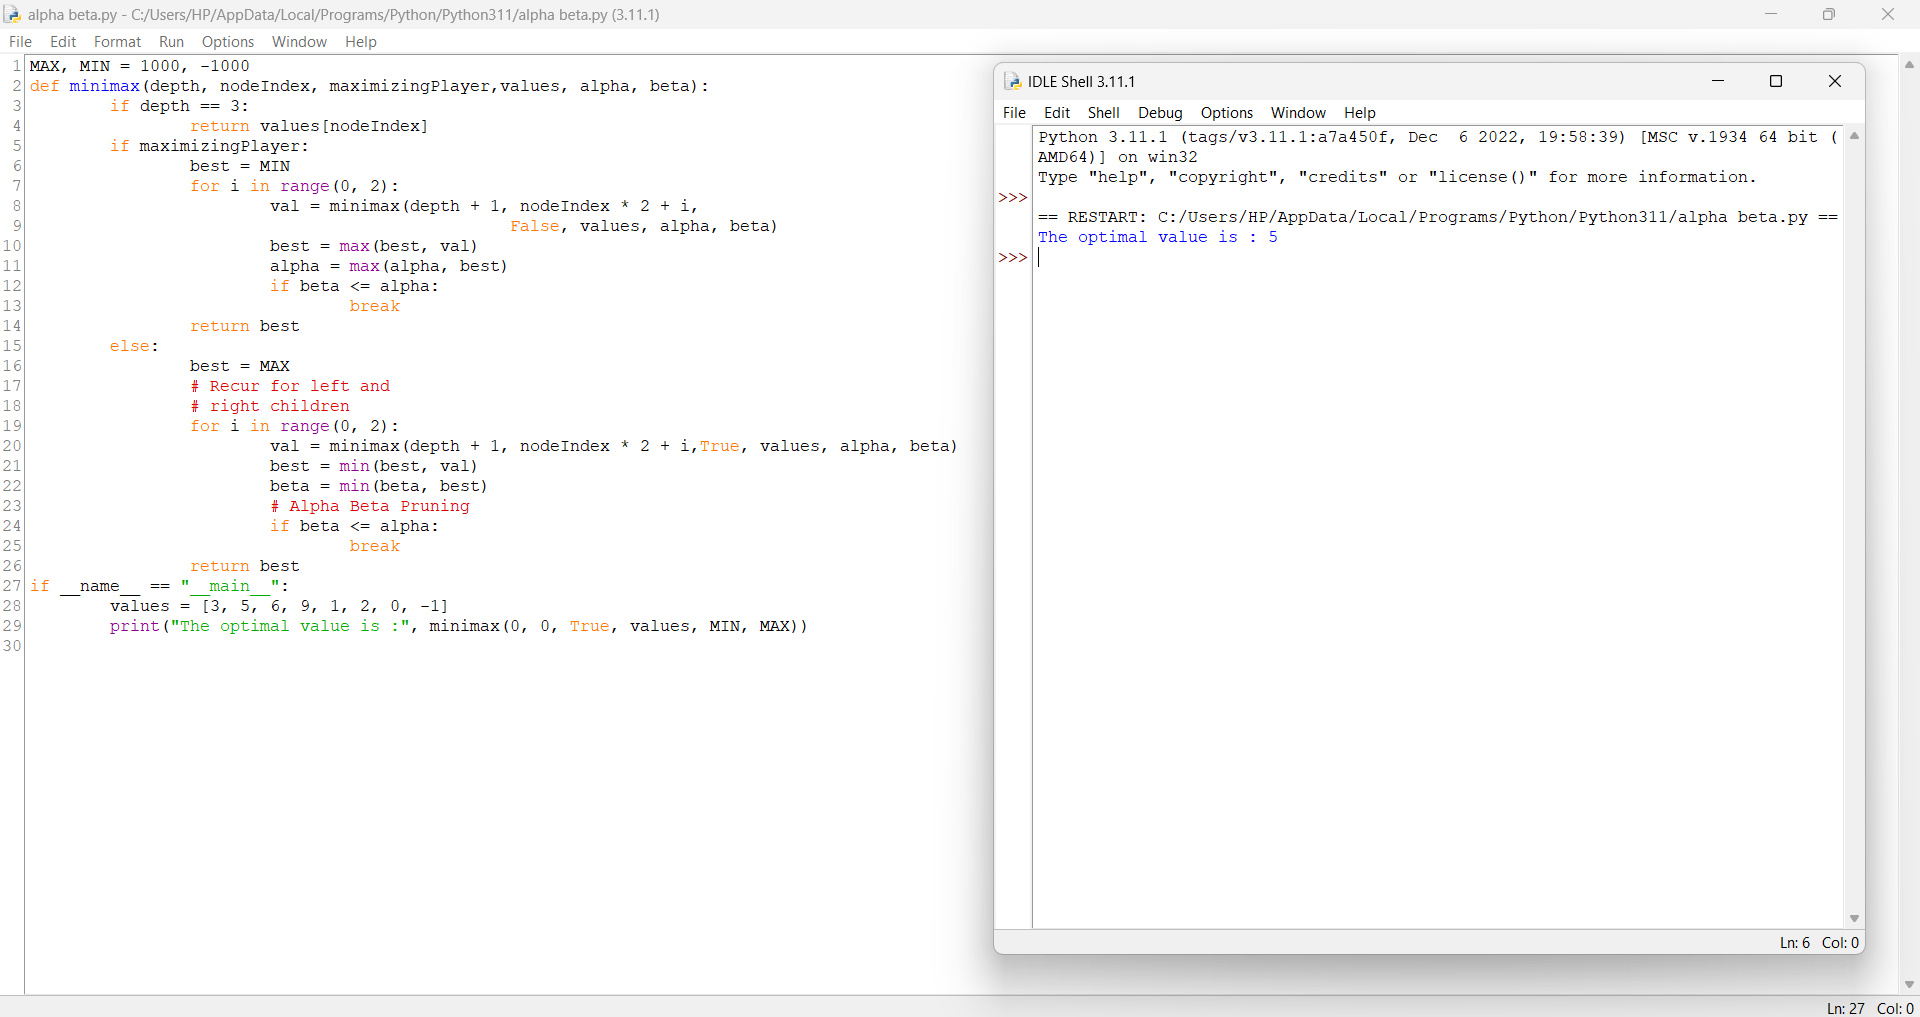 alpha beta.py - C:/Users/HP/AppData/Local/Programs/Python/Python311/alpha beta.py (3.11.1)
File Edit Format Run Options Window Help
1 MAX, MIN = 1000, -1000
2 def minimax(depth, nodeIndex, maximizingPlayer,values, alpha, beta):
3 if depth == 3:
4 return values[nodeIndex]
5 if maximizingPlayer:
6 best = MIN
7 for i in range(0, 2):
8 val = minimax(depth + 1, nodeIndex * 2 + i,
9 False, values, alpha, beta)
10 best = max(best, val)
11 alpha = max(alpha, best)
12 if beta <= alpha:
13 break
14 return best
15 else:
16 best = MAX
17 # Recur for left and
18 # right children
19 for i in range(0, 2):
20 val = minimax(depth + 1, nodeIndex * 2 + i,True, values, alpha, beta)
21 best = min(best, val)
22 beta = min(beta, best)
23 # Alpha Beta Pruning
24 if beta <= alpha:
25 break
26 return best
27 if __name__ == "__main__":
28 values = [3, 5, 6, 9, 1, 2, 0, -1]
29 print("The optimal value is :", minimax(0, 0, True, values, MIN, MAX))
30
Ln: 27 Col: 0
IDLE Shell 3.11.1
File Edit Shell Debug Options Window Help
Python 3.11.1 (tags/v3.11.1:a7a450f, Dec  6 2022, 19:58:39) [MSC v.1934 64 bit (
AMD64)] on win32
Type "help", "copyright", "credits" or "license()" for more information.
>>>
== RESTART: C:/Users/HP/AppData/Local/Programs/Python/Python311/alpha beta.py ==
The optimal value is : 5
>>>
Ln: 6 Col: 0